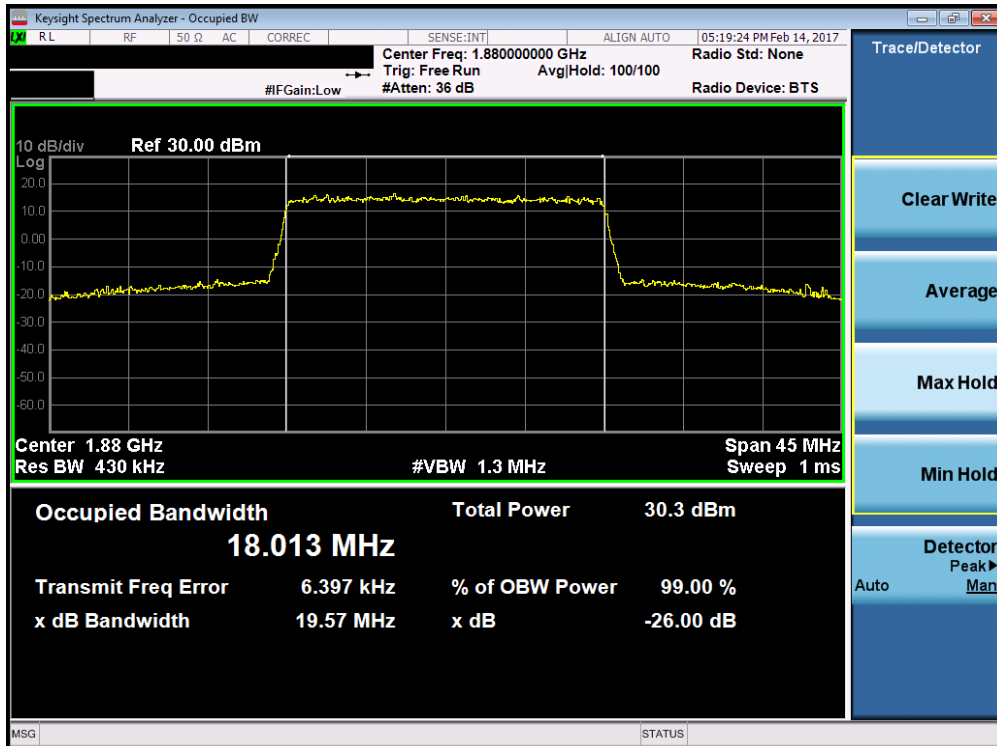 Keysight Spectrum Analyzer - Occupied BW
LXI RL RF 50 Ω AC CORREC SENSE:INT ALIGN AUTO 05:19:24 PM Feb 14, 2017
Center Freq: 1.880000000 GHz Radio Std: None
Trig: Free Run Avg|Hold: 100/100
#IFGain:Low #Atten: 36 dB Radio Device: BTS
10 dB/div Ref 30.00 dBm
Log
20.0
10.0
0.00
-10.0
-20.0
-30.0
-40.0
-50.0
-60.0
Center 1.88 GHz Span 45 MHz
Res BW 430 kHz #VBW 1.3 MHz Sweep 1 ms
Occupied Bandwidth Total Power 30.3 dBm
18.013 MHz
Transmit Freq Error 6.397 kHz % of OBW Power 99.00 %
x dB Bandwidth 19.57 MHz x dB -26.00 dB
MSG STATUS
Trace/Detector
Clear Write
Average
Max Hold
Min Hold
Detector
Peak▶
Auto Man